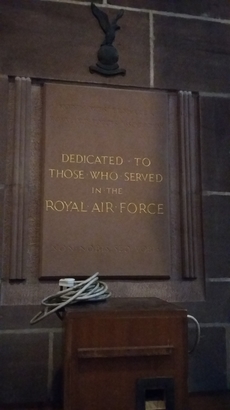 DEDICATED · TO
THOSE · WHO · SERVED
IN · THE
ROYAL · AIR · FORCE